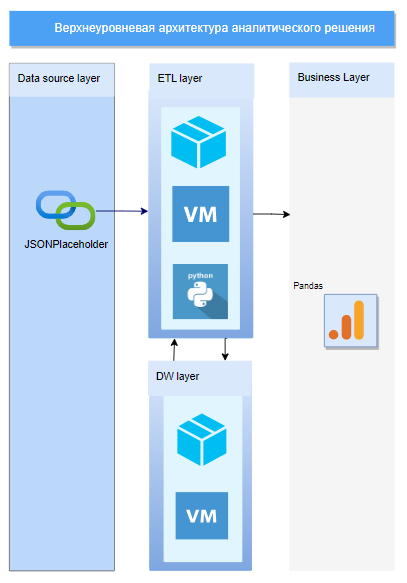 Верхнеуровневая архитектура аналитического решения
Data source layer
ETL layer
Business Layer
VM
JSONPlaceholder
python
Pandas
DW layer
VM